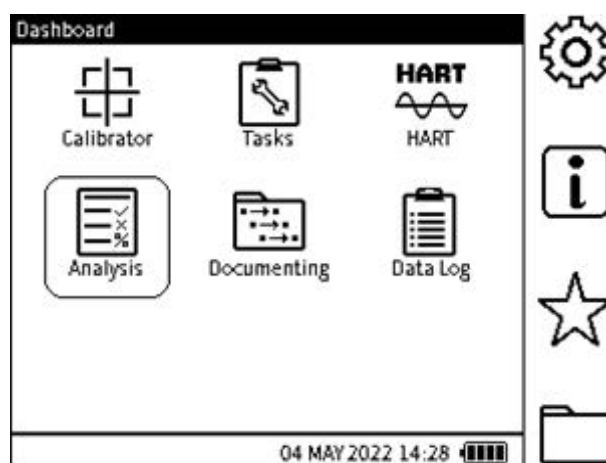 Dashboard
HART
Calibrator Tasks HART
Analysis Documenting Data Log
04 MAY 2022 14:28